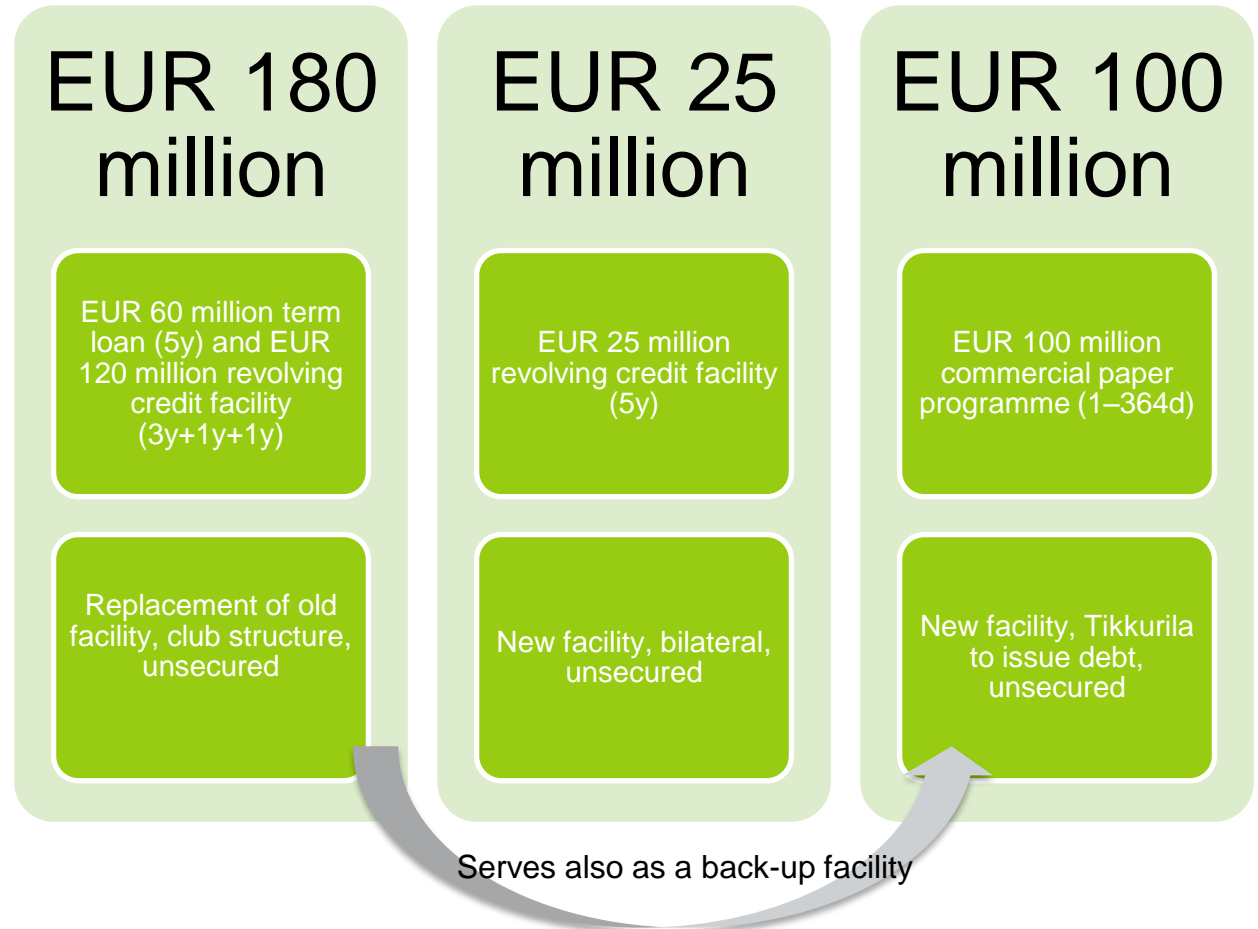 EUR 180
million
EUR 60 million term
loan (5y) and EUR
120 million revolving
credit facility
(3y+1y+1y)
Replacement of old
facility, club structure,
unsecured
EUR 25
million
EUR 25 million
revolving credit facility
(5y)
New facility, bilateral,
unsecured
EUR 100
million
EUR 100 million
commercial paper
programme (1–364d)
New facility, Tikkurila
to issue debt,
unsecured
Serves also as a back-up facility